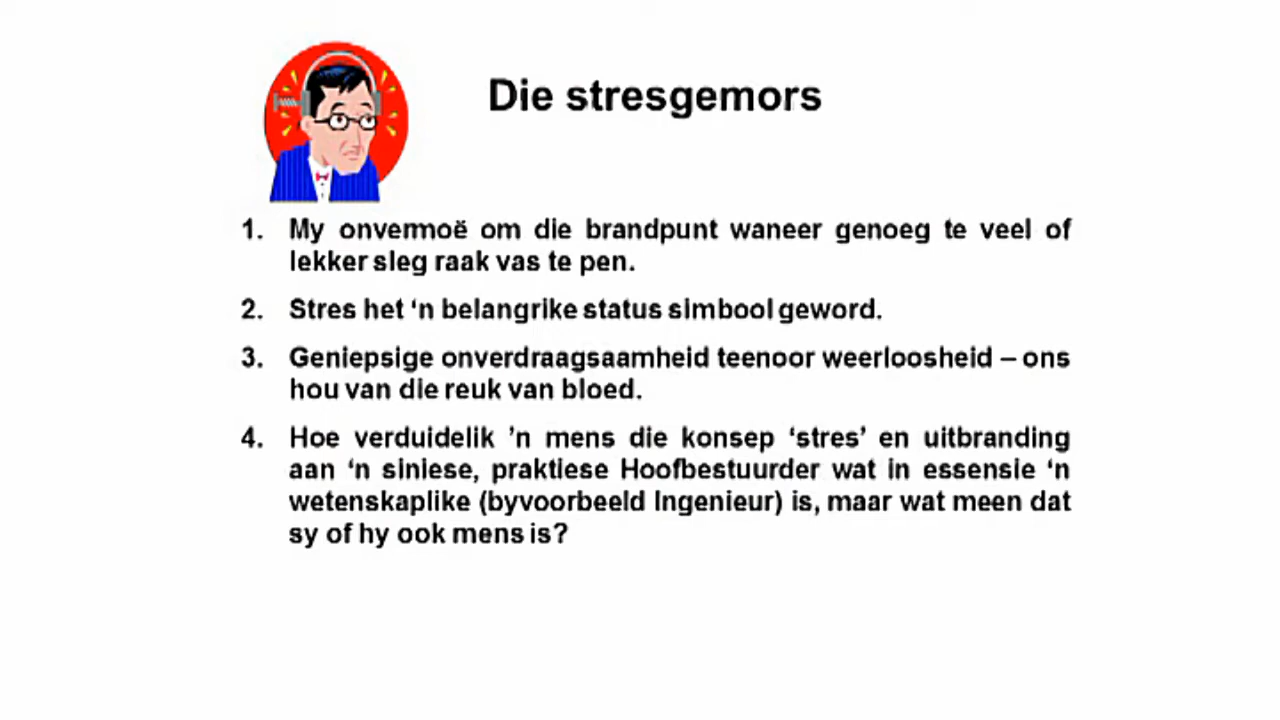 Die stresgemors
1. My onvermoë om die brandpunt waneer genoeg te veel of
lekker sleg raak vas te pen.
2. Stres het ‘n belangrike status simbool geword.
3. Geniepsige onverdraagsaamheid teenoor weerloosheid – ons
hou van die reuk van bloed.
4. Hoe verduidelik ’n mens die konsep ‘stres’ en uitbranding
aan ‘n siniese, praktiese Hoofbestuurder wat in essensie ‘n
wetenskaplike (byvoorbeeld Ingenieur) is, maar wat meen dat
sy of hy ook mens is?